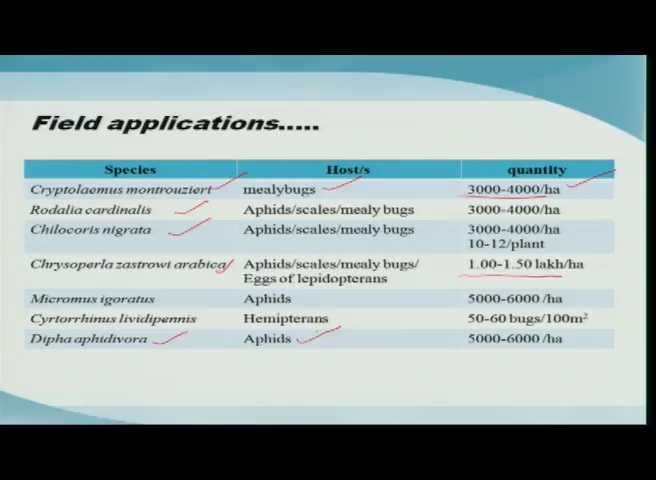 Field applications.....
Species Host/s quantity
Cryptolaemus montrouzieri mealybugs 3000-4000/ha
Rodalia cardinalis Aphids/scales/mealy bugs 3000-4000/ha
Chilocoris nigrata Aphids/scales/mealy bugs 3000-4000/ha
10-12/plant
Chrysoperla zastrowi arabica Aphids/scales/mealy bugs/ 1.00-1.50 lakh/ha
Eggs of lepidopterans
Micromus igoratus Aphids 5000-6000 /ha
Cyrtorrhinus lividipennis Hemipterans 50-60 bugs/100m²
Dipha aphidivora Aphids 5000-6000 /ha